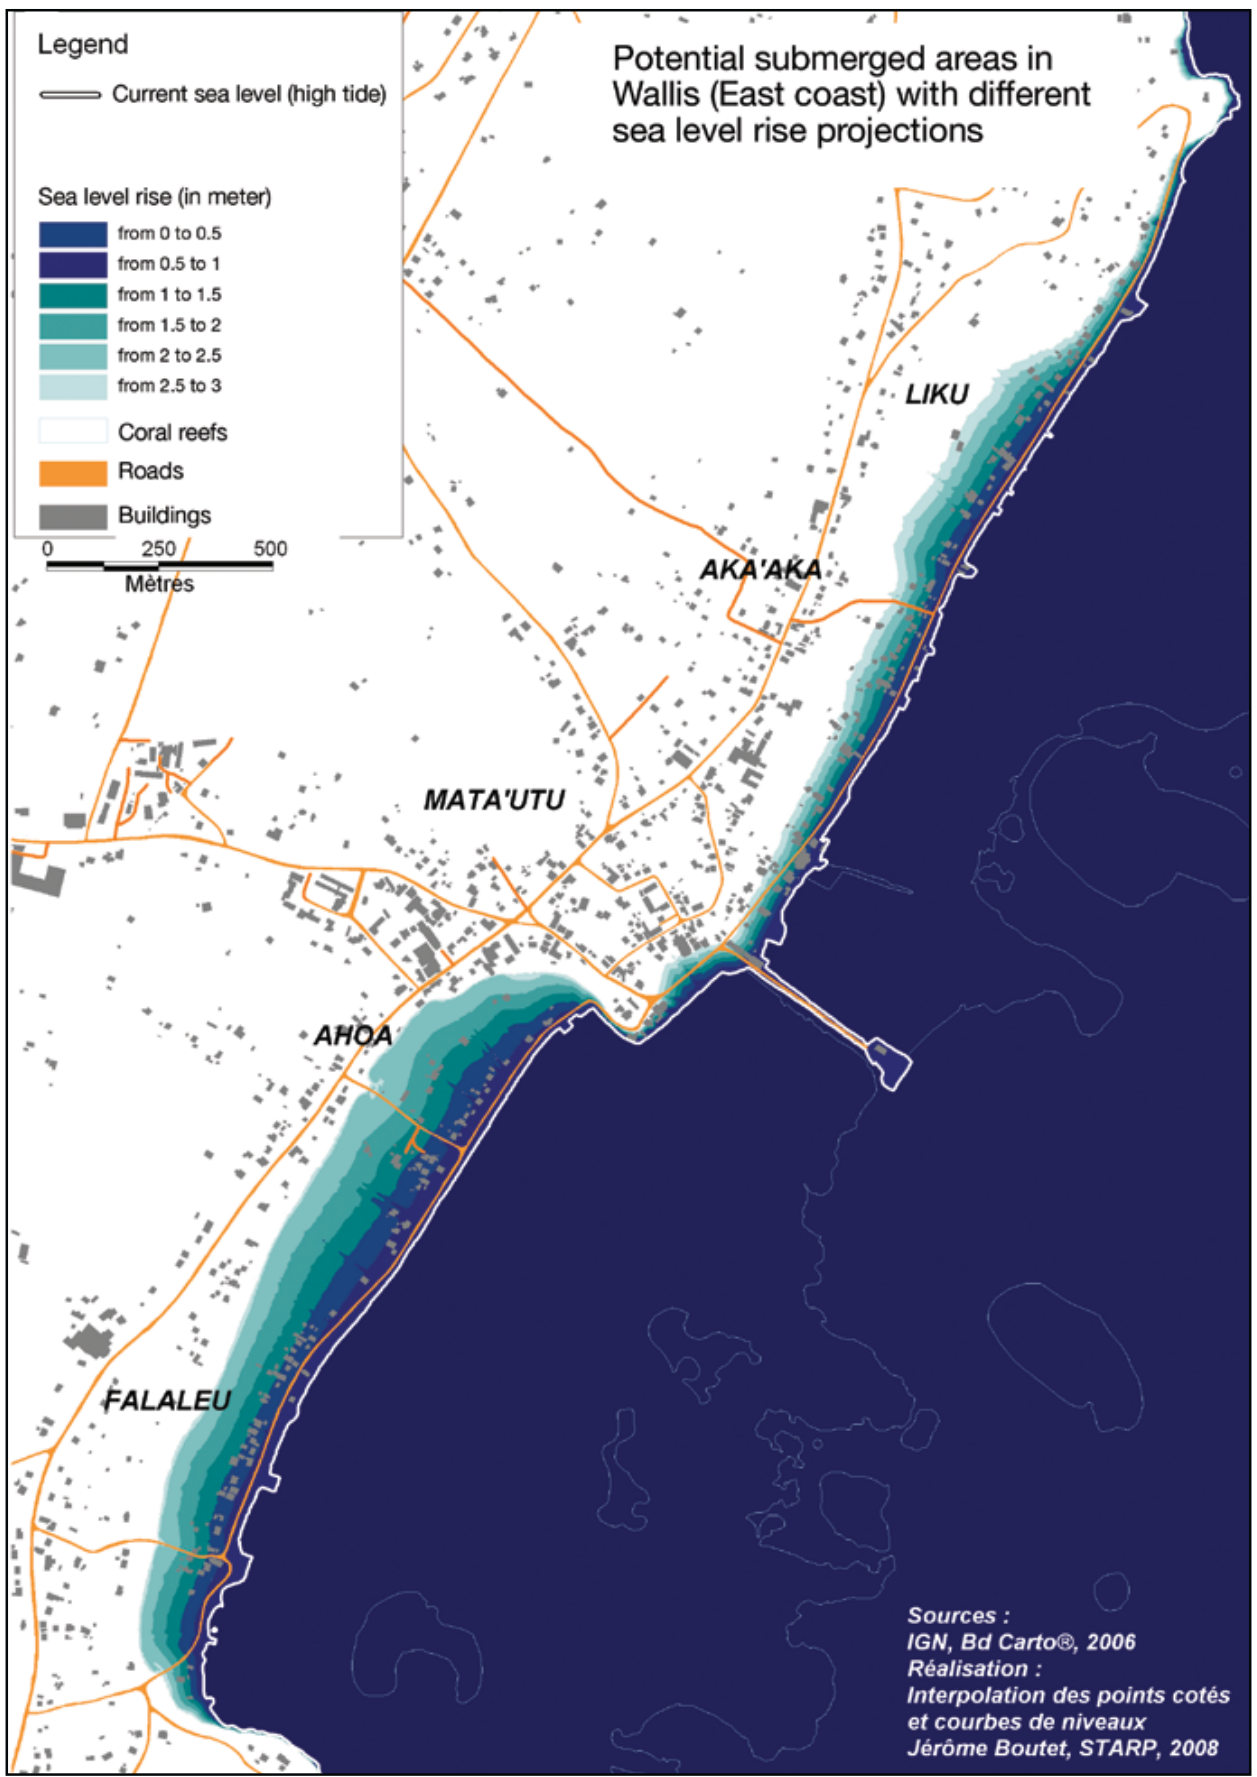 Legend
Current sea level (high tide)
Sea level rise (in meter)
from 0 to 0.5
from 0.5 to 1
from 1 to 1.5
from 1.5 to 2
from 2 to 2.5
from 2.5 to 3
Coral reefs
Roads
Buildings
0 250 500
Mètres
Potential submerged areas in
Wallis (East coast) with different
sea level rise projections
LIKU
AKA'AKA
MATA'UTU
AHOA
FALALEU
Sources :
IGN, Bd Carto®, 2006
Réalisation :
Interpolation des points cotés
et courbes de niveaux
Jérôme Boutet, STARP, 2008